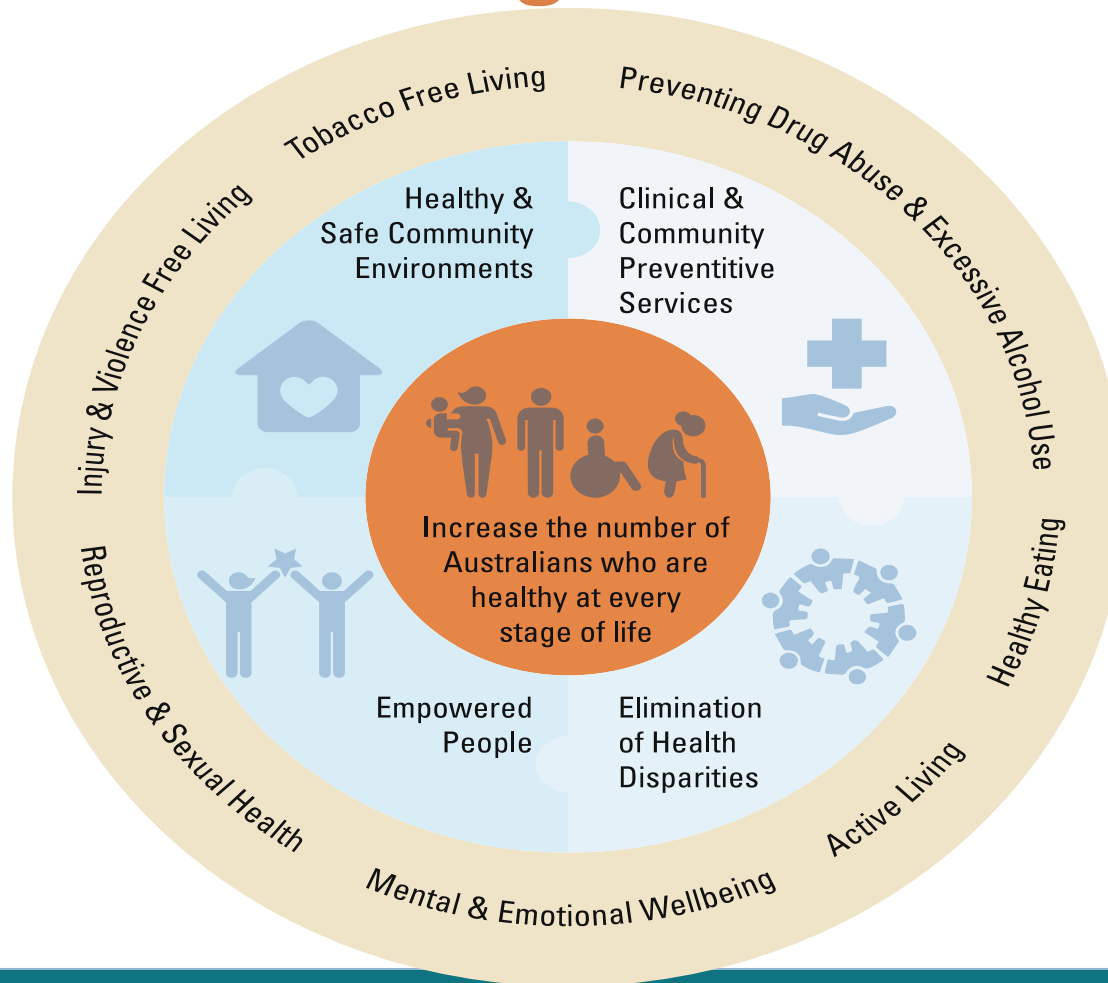 Tobacco Free Living
Preventing Drug Abuse & Excessive Alcohol Use
Healthy Eating
Active Living
Mental & Emotional Wellbeing
Reproductive & Sexual Health
Injury & Violence Free Living
Healthy &
Safe Community
Environments
Clinical &
Community
Preventitive
Services
Increase the number of
Australians who are
healthy at every
stage of life
Empowered
People
Elimination
of Health
Disparities